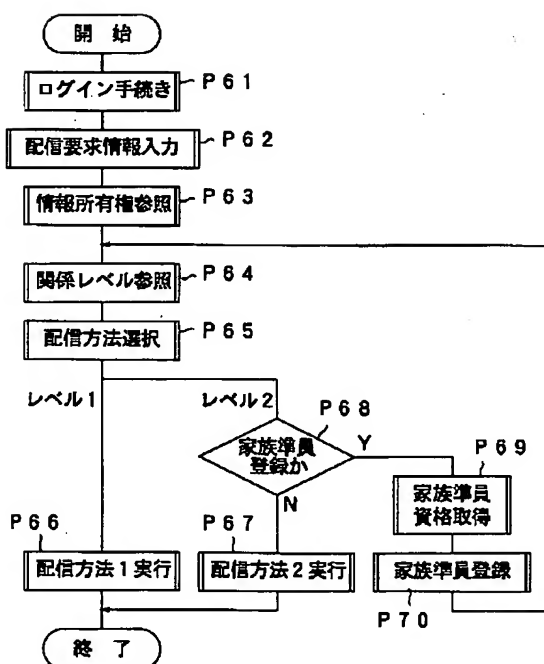 開 始
ログイン手続き
P61
配信要求情報入力
P62
情報所有権参照
P63
関係レベル参照
P64
配信方法選択
P65
レベル1
レベル2
P68
家族準員
登録か
Y
N
P69
家族準員
資格取得
P66
配信方法1実行
P67
配信方法2実行
家族準員登録
P70
終 了